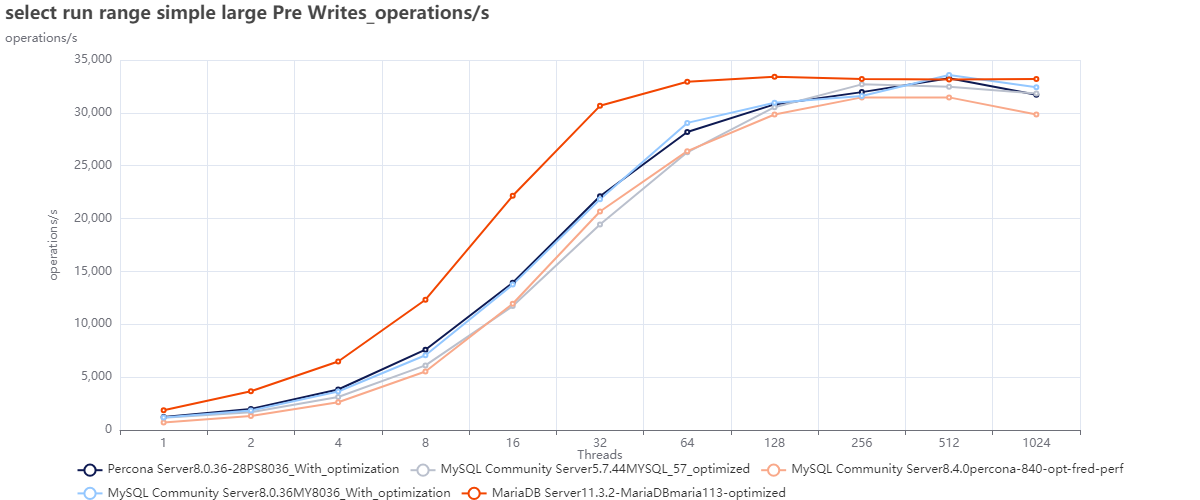 select run range simple large Pre Writes_operations/s
operations/s
35,000
30,000
25,000
20,000
15,000
10,000
5,000
0
operations/s
1 2 4 8 16 32 64 128 256 512 1024
Threads
Percona Server8.0.36-28PS8036_With_optimization MySQL Community Server5.7.44MYSQL_57_optimized MySQL Community Server8.4.0percona-840-opt-fred-perf
MySQL Community Server8.0.36MY8036_With_optimization MariaDB Server11.3.2-MariaDBmaria113-optimized